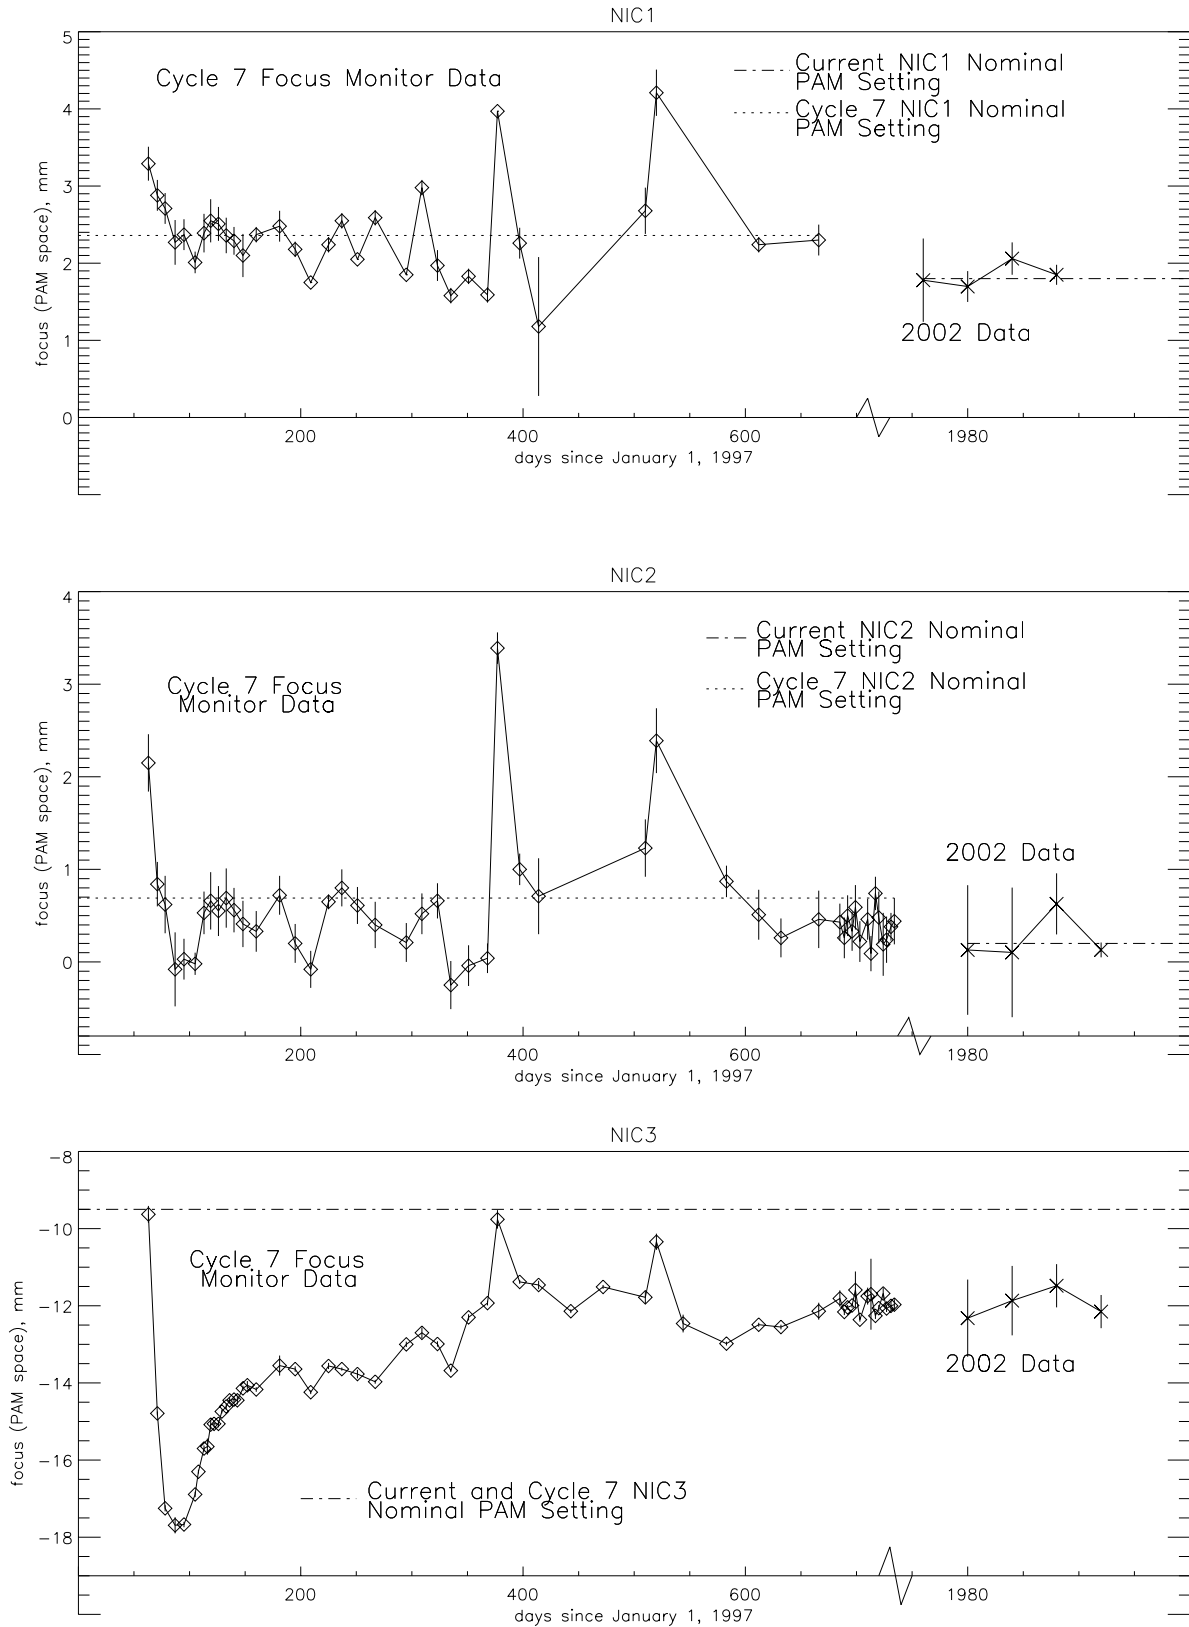 NIC1
5
4
3
2
1
0
focus (PAM space), mm
Cycle 7 Focus Monitor Data
Current NIC1 Nominal
PAM Setting
Cycle 7 NIC1 Nominal
PAM Setting
2002 Data
200
400
600
1980
days since January 1, 1997
NIC2
4
3
2
1
0
focus (PAM space), mm
Cycle 7 Focus
Monitor Data
Current NIC2 Nominal
PAM Setting
Cycle 7 NIC2 Nominal
PAM Setting
2002 Data
200
400
600
1980
days since January 1, 1997
NIC3
-8
-10
-12
-14
-16
-18
focus (PAM space), mm
Cycle 7 Focus
Monitor Data
2002 Data
Current and Cycle 7 NIC3
Nominal PAM Setting
200
400
600
1980
days since January 1, 1997